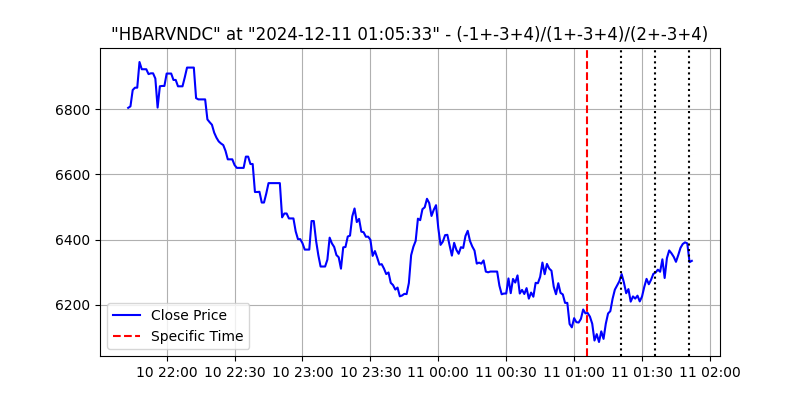 "HBARVNDC" at "2024-12-11 01:05:33" - (-1+-3+4)/(1+-3+4)/(2+-3+4)
6800
6600
6400
6200
Close Price
Specific Time
10 22:00 10 22:30 10 23:00 10 23:30 11 00:00 11 00:30 11 01:00 11 01:30 11 02:00